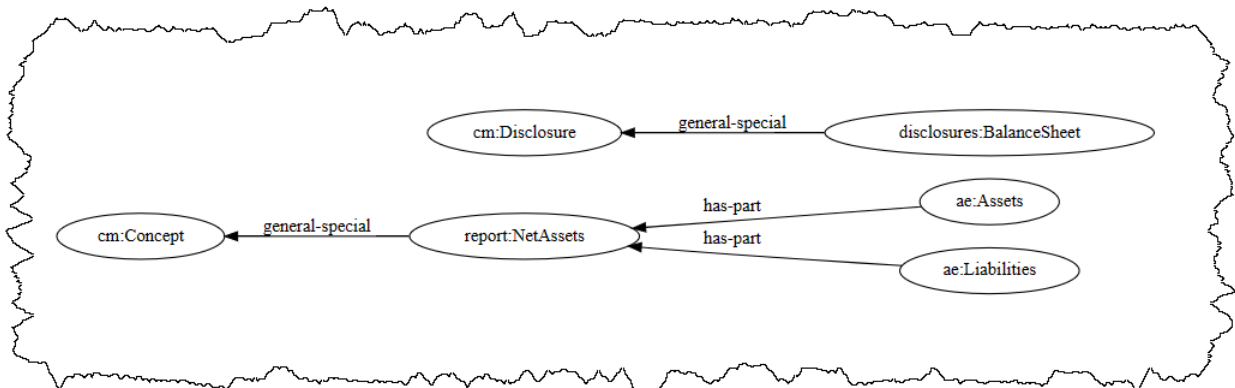 cm:Disclosure general-special disclosures:BalanceSheet
has-part ae:Assets
cm:Concept general-special report:NetAssets has-part
ae:Liabilities